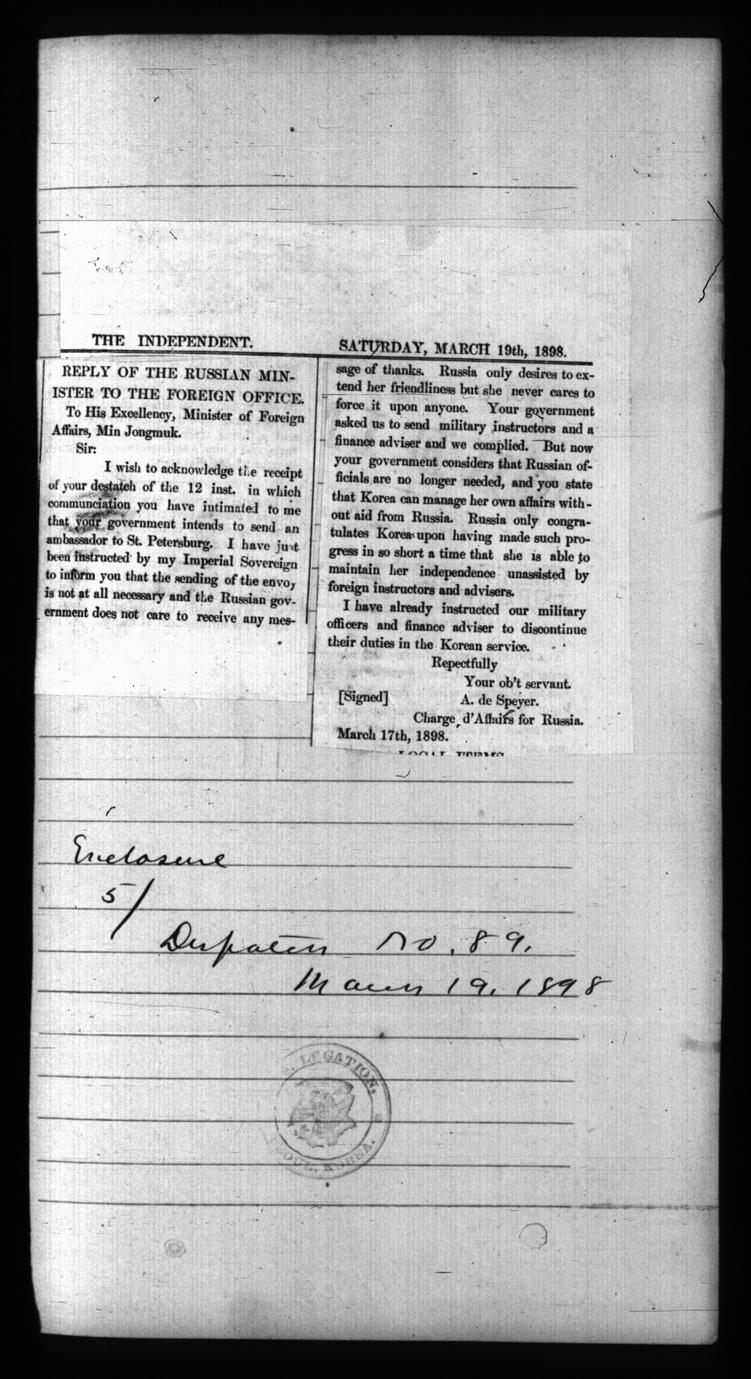 THE INDEPENDENT.
SATURDAY, MARCH 19th, 1898.
REPLY OF THE RUSSIAN MIN-
ISTER TO THE FOREIGN OFFICE.
To His Excellency, Minister of Foreign
Affairs, Min Jongmuk.
Sir:
I wish to acknowledge the receipt
of your destatch of the 12 inst. in which
communciation you have intimated to me
that your government intends to send an
ambassador to St. Petersburg. I have just
been instructed by my Imperial Sovereign
to inform you that the sending of the envoy
is not at all necessary and the Russian gov-
ernment does not care to receive any mes-
sage of thanks. Russia only desires to ex-
tend her friendliness but she never cares to
force it upon anyone. Your government
asked us to send military instructors and a
finance adviser and we complied. But now
your government considers that Russian of-
ficials are no longer needed, and you state
that Korea can manage her own affairs with-
out aid from Russia. Russia only congra-
tulates Korea upon having made such pro-
gress in so short a time that she is able to
maintain her independence unassisted by
foreign instructors and advisers.
I have already instructed our military
officers and finance adviser to discontinue
their duties in the Korean service.
Repectfully
Your ob't servant.
[Signed] A. de Speyer.
Charge d'Affairs for Russia.
March 17th, 1898.
LOCAL ITEMS
Enclosure
5/
Despatch No. 89.
March 19, 1898
LEGATION,
SEOUL, KOREA.